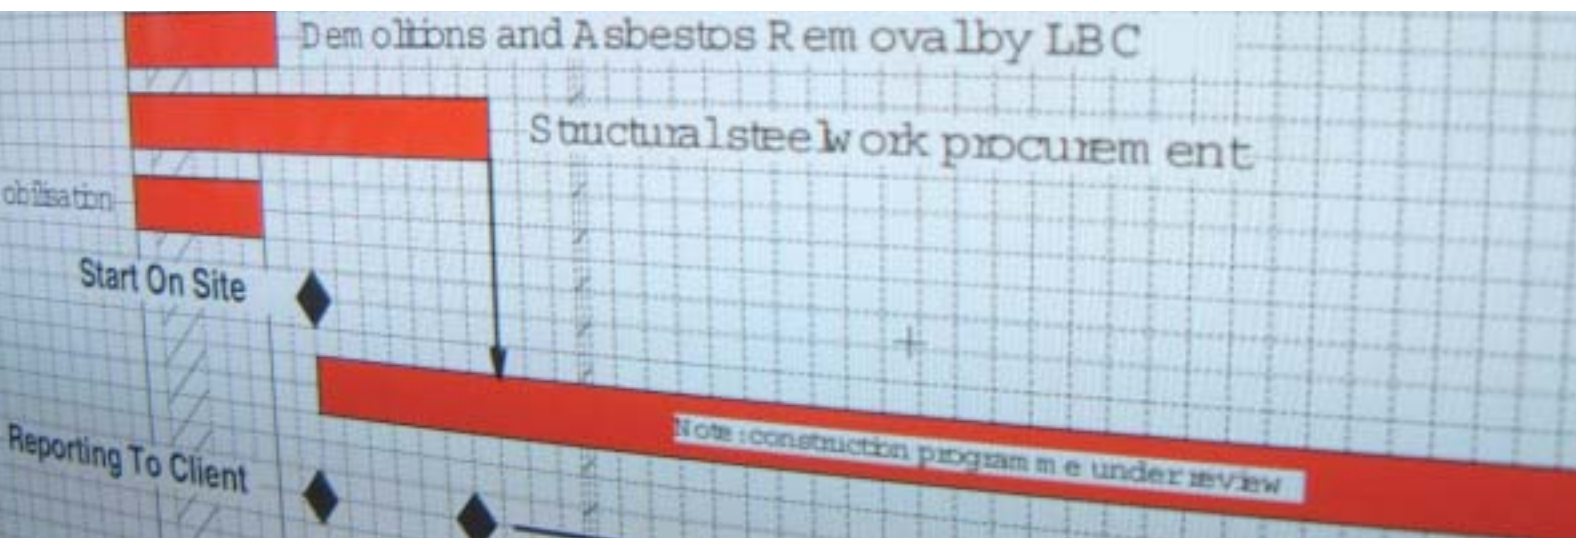 Demolitions and Asbestos Removal by LBC
Structural steelwork procurement
obilisation
Start On Site
Note: construction programme under review
Reporting To Client